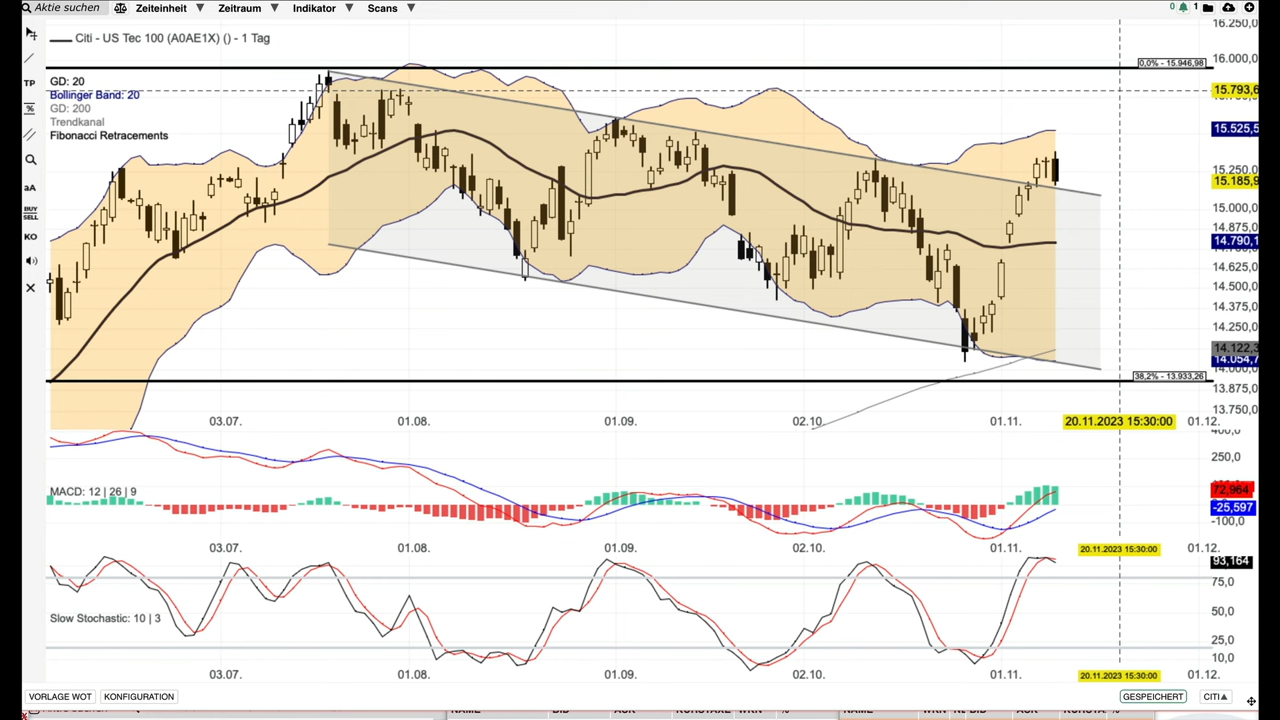 Aktie suchen Zeiteinheit ▼ Zeitraum ▼ Indikator ▼ Scans ▼ 0 1
Citi - US Tec 100 (A0AE1X) () - 1 Tag
16.250,0
16.000,0
0,0% - 15.946,98
GD: 20
Bollinger Band: 20
GD: 200
Trendkanal
Fibonacci Retracements
15.793,6
15.525,5
15.250,0
15.185,9
15.000,0
14.875,0
14.790,1
14.625,0
14.500,0
14.375,0
14.250,0
14.122,3
14.054,7
14.000,0
38,2% - 13.933,26
13.875,0
13.750,0
TP
%
aA
BUY
SELL
KO
03.07. 01.08. 01.09. 02.10. 01.11. 20.11.2023 15:30:00 01.12.
400,0
250,0
MACD: 12 | 26 | 9
72,964
-25,597
-100,0
03.07. 01.08. 01.09. 02.10. 01.11. 20.11.2023 15:30:00 01.12.
93,164
75,0
Slow Stochastic: 10 | 3
50,0
25,0
10,0
03.07. 01.08. 01.09. 02.10. 01.11. 20.11.2023 15:30:00 01.12.
VORLAGE WOT KONFIGURATION GESPEICHERT CITI▲